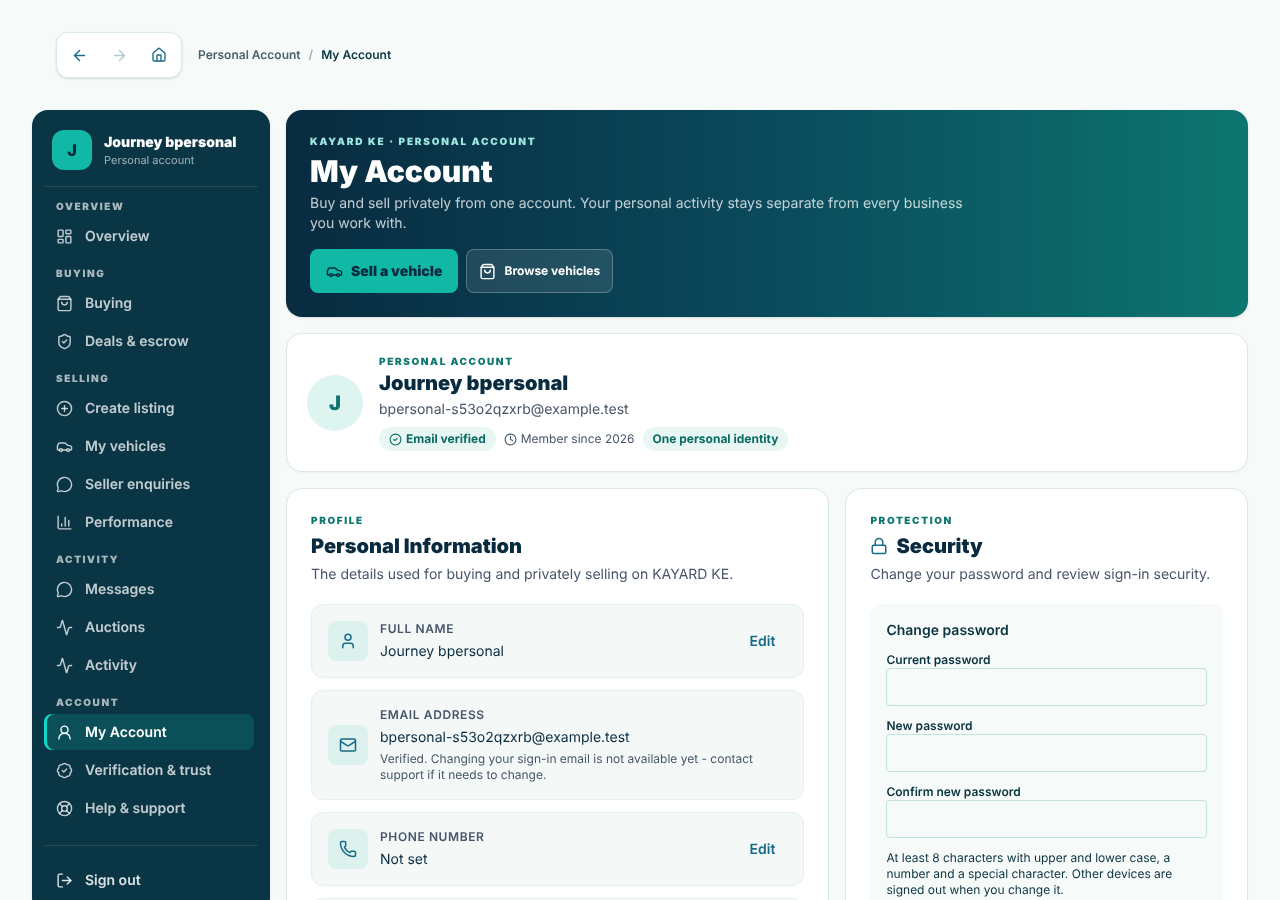 Personal Account / My Account
J
Journey bpersonal
Personal account
OVERVIEW
Overview
BUYING
Buying
Deals & escrow
SELLING
Create listing
My vehicles
Seller enquiries
Performance
ACTIVITY
Messages
Auctions
Activity
ACCOUNT
My Account
Verification & trust
Help & support
Sign out
KAYARD KE · PERSONAL ACCOUNT
My Account
Buy and sell privately from one account. Your personal activity stays separate from every business
you work with.
Sell a vehicle
Browse vehicles
J
PERSONAL ACCOUNT
Journey bpersonal
bpersonal-s53o2qzxrb@example.test
Email verified
Member since 2026
One personal identity
PROFILE
Personal Information
The details used for buying and privately selling on KAYARD KE.
FULL NAME
Journey bpersonal
Edit
EMAIL ADDRESS
bpersonal-s53o2qzxrb@example.test
Verified. Changing your sign-in email is not available yet - contact
support if it needs to change.
PHONE NUMBER
Not set
Edit
PROTECTION
Security
Change your password and review sign-in security.
Change password
Current password
New password
Confirm new password
At least 8 characters with upper and lower case, a
number and a special character. Other devices are
signed out when you change it.